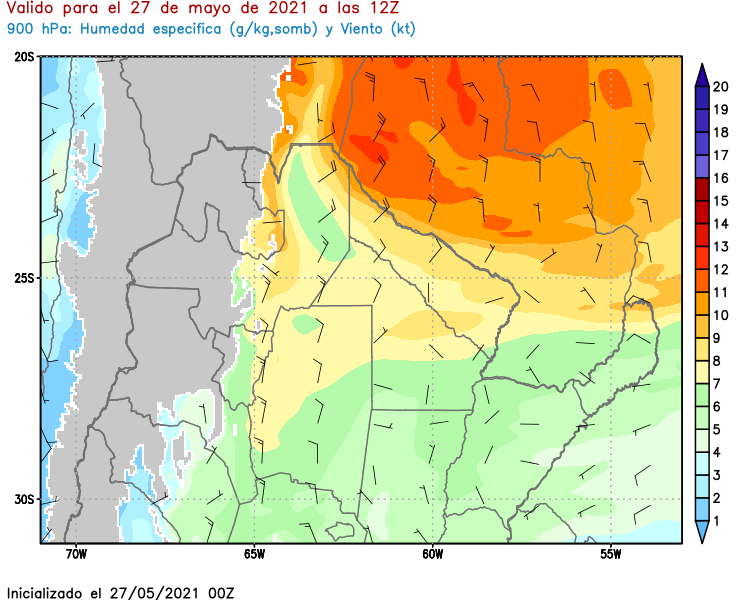 Valido para el 27 de mayo de 2021 a las 12Z
900 hPa: Humedad especifica (g/kg,somb) y Viento (kt)
20S
25S
30S
70W 65W 60W 55W
20
19
18
17
16
15
14
13
12
11
10
9
8
7
6
5
4
3
2
1
Inicializado el 27/05/2021 00Z